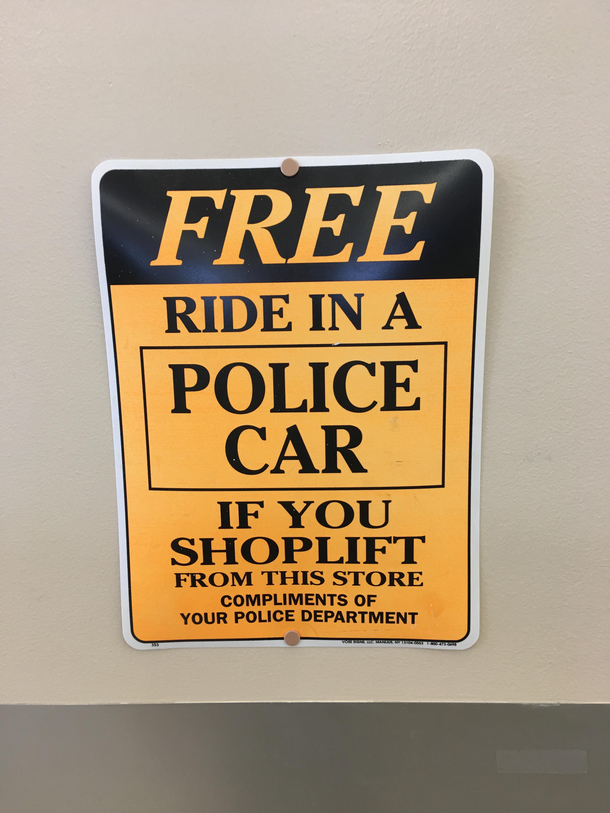 FREE
RIDE IN A
POLICE
CAR
IF YOU
SHOPLIFT
FROM THIS STORE
COMPLIMENTS OF
YOUR POLICE DEPARTMENT